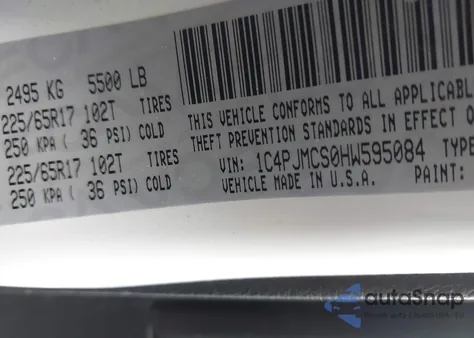 2495 KG 5500 LB
225/65R17 102T TIRES
250 KPA ( 36 PSI) COLD
225/65R17 102T TIRES
250 KPA ( 36 PSI) COLD
THIS VEHICLE CONFORMS TO ALL APPLICABLE
THEFT PREVENTION STANDARDS IN EFFECT O
VIN: 1C4PJMCS0HW595084 TYPE
VEHICLE MADE IN U.S.A. PAINT:
autoSnap